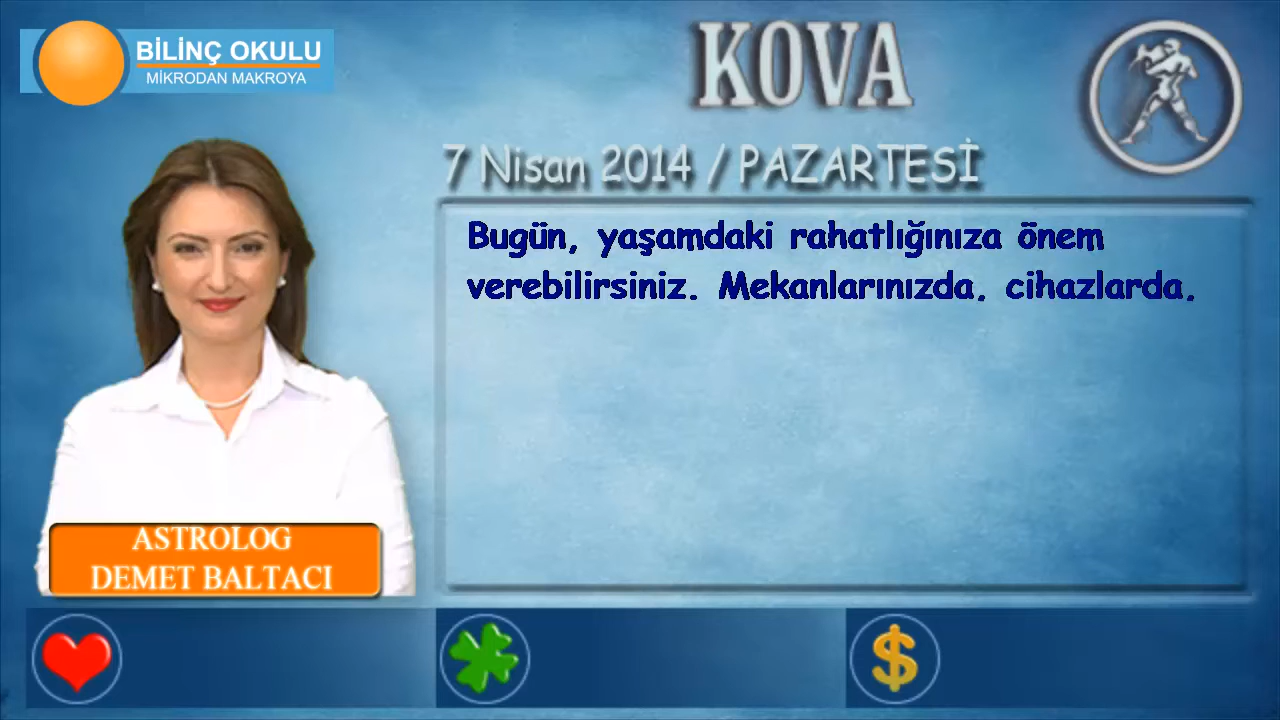 BİLİNÇ OKULU
MİKRODAN MAKROYA
KOVA
7 Nisan 2014 / PAZARTESİ
Bugün, yaşamdaki rahatlığınıza önem
verebilirsiniz. Mekanlarınızda, cihazlarda,
ASTROLOG
DEMET BALTACI